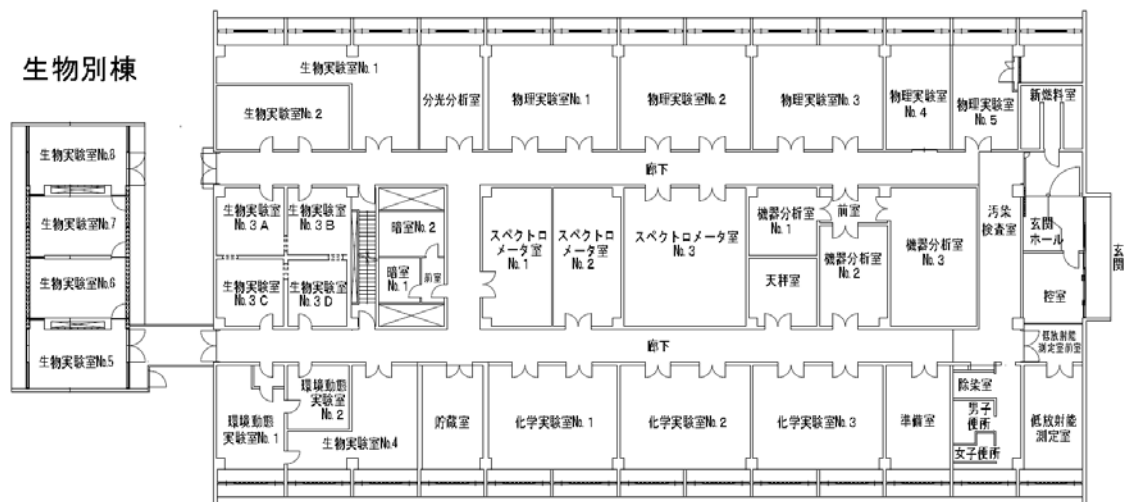 生物別棟
生物実験室No.8
生物実験室No.7
生物実験室No.6
生物実験室No.5
生物実験室No.1
生物実験室No.2
分光分析室
物理実験室No.1
物理実験室No.2
物理実験室No.3
物理実験室
No.4
物理実験室
No.5
新燃料室
廊下
生物実験室
No.3A
生物実験室
No.3B
生物実験室
No.3C
生物実験室
No.3D
暗室No.2
暗室
No.1
前室
スペクトロ
メータ室
No.1
スペクトロ
メータ室
No.2
スペクトロメータ室
No.3
機器分析室
No.1
前室
天秤室
機器分析室
No.2
機器分析室
No.3
汚染
検査室
玄関
ホール
玄関
控室
廊下
低放射能
測定室前室
環境動態
実験室No.1
環境動態
実験室
No.2
生物実験室No.4
貯蔵室
化学実験室No.1
化学実験室No.2
化学実験室No.3
準備室
除染室
男子
便所
女子便所
低放射能
測定室